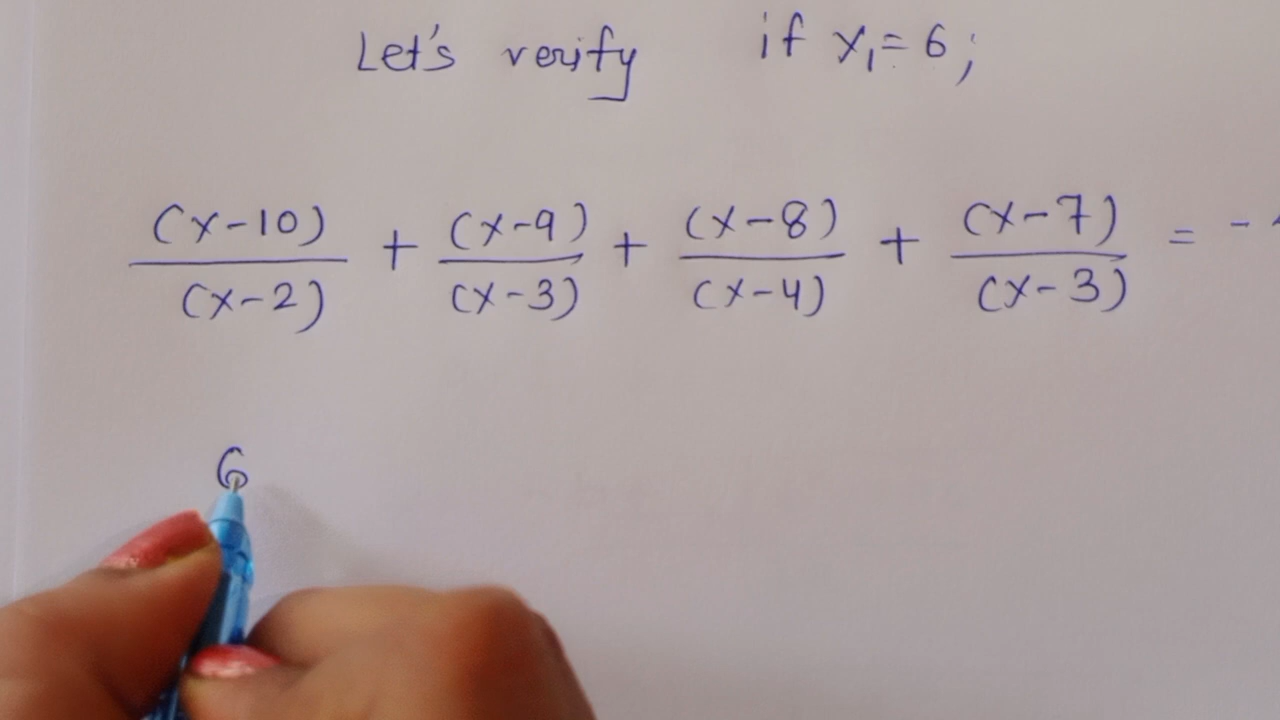 Let's verify if x₁ = 6;
(x-10)/(x-2) + (x-9)/(x-3) + (x-8)/(x-4) + (x-7)/(x-3) = -
6